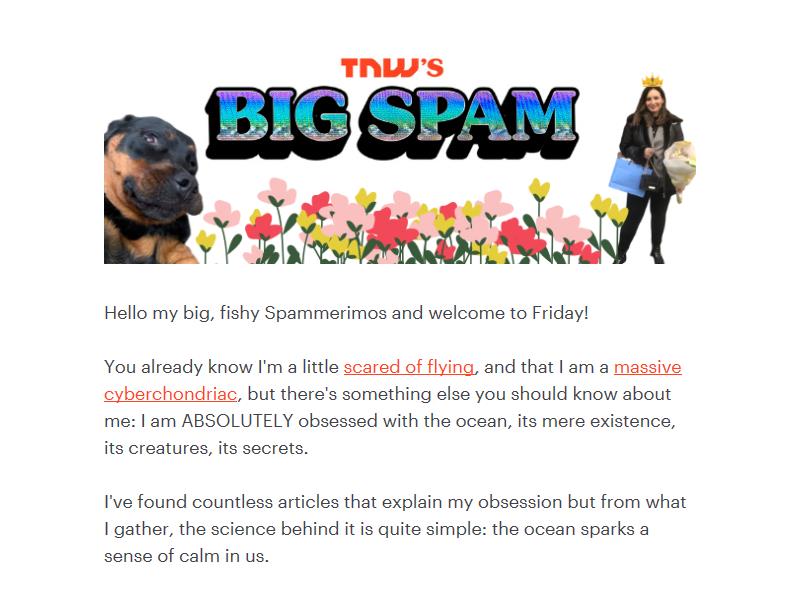 TNW'S
BIG SPAM
Hello my big, fishy Spammerimos and welcome to Friday!
You already know I'm a little scared of flying, and that I am a massive
cyberchondriac, but there's something else you should know about
me: I am ABSOLUTELY obsessed with the ocean, its mere existence,
its creatures, its secrets.
I've found countless articles that explain my obsession but from what
I gather, the science behind it is quite simple: the ocean sparks a
sense of calm in us.